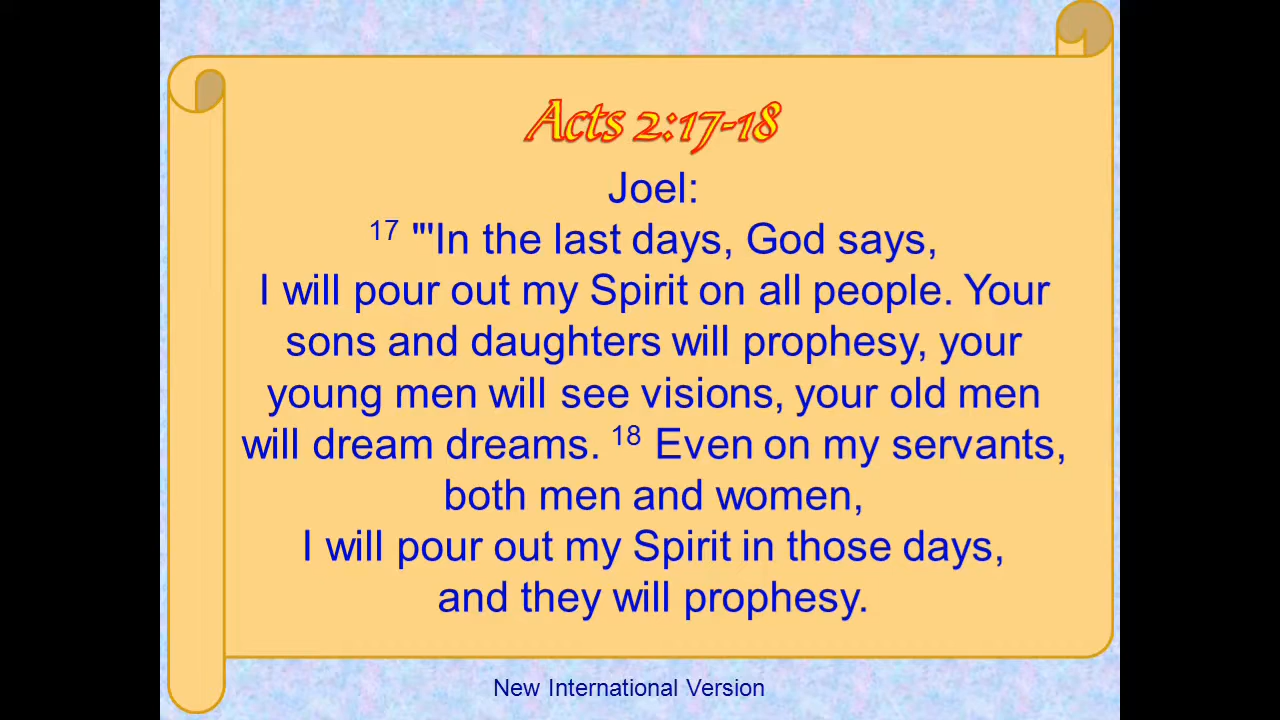 Acts 2:17-18
Joel:
17 "'In the last days, God says,
I will pour out my Spirit on all people. Your
sons and daughters will prophesy, your
young men will see visions, your old men
will dream dreams. 18 Even on my servants,
both men and women,
I will pour out my Spirit in those days,
and they will prophesy.
New International Version